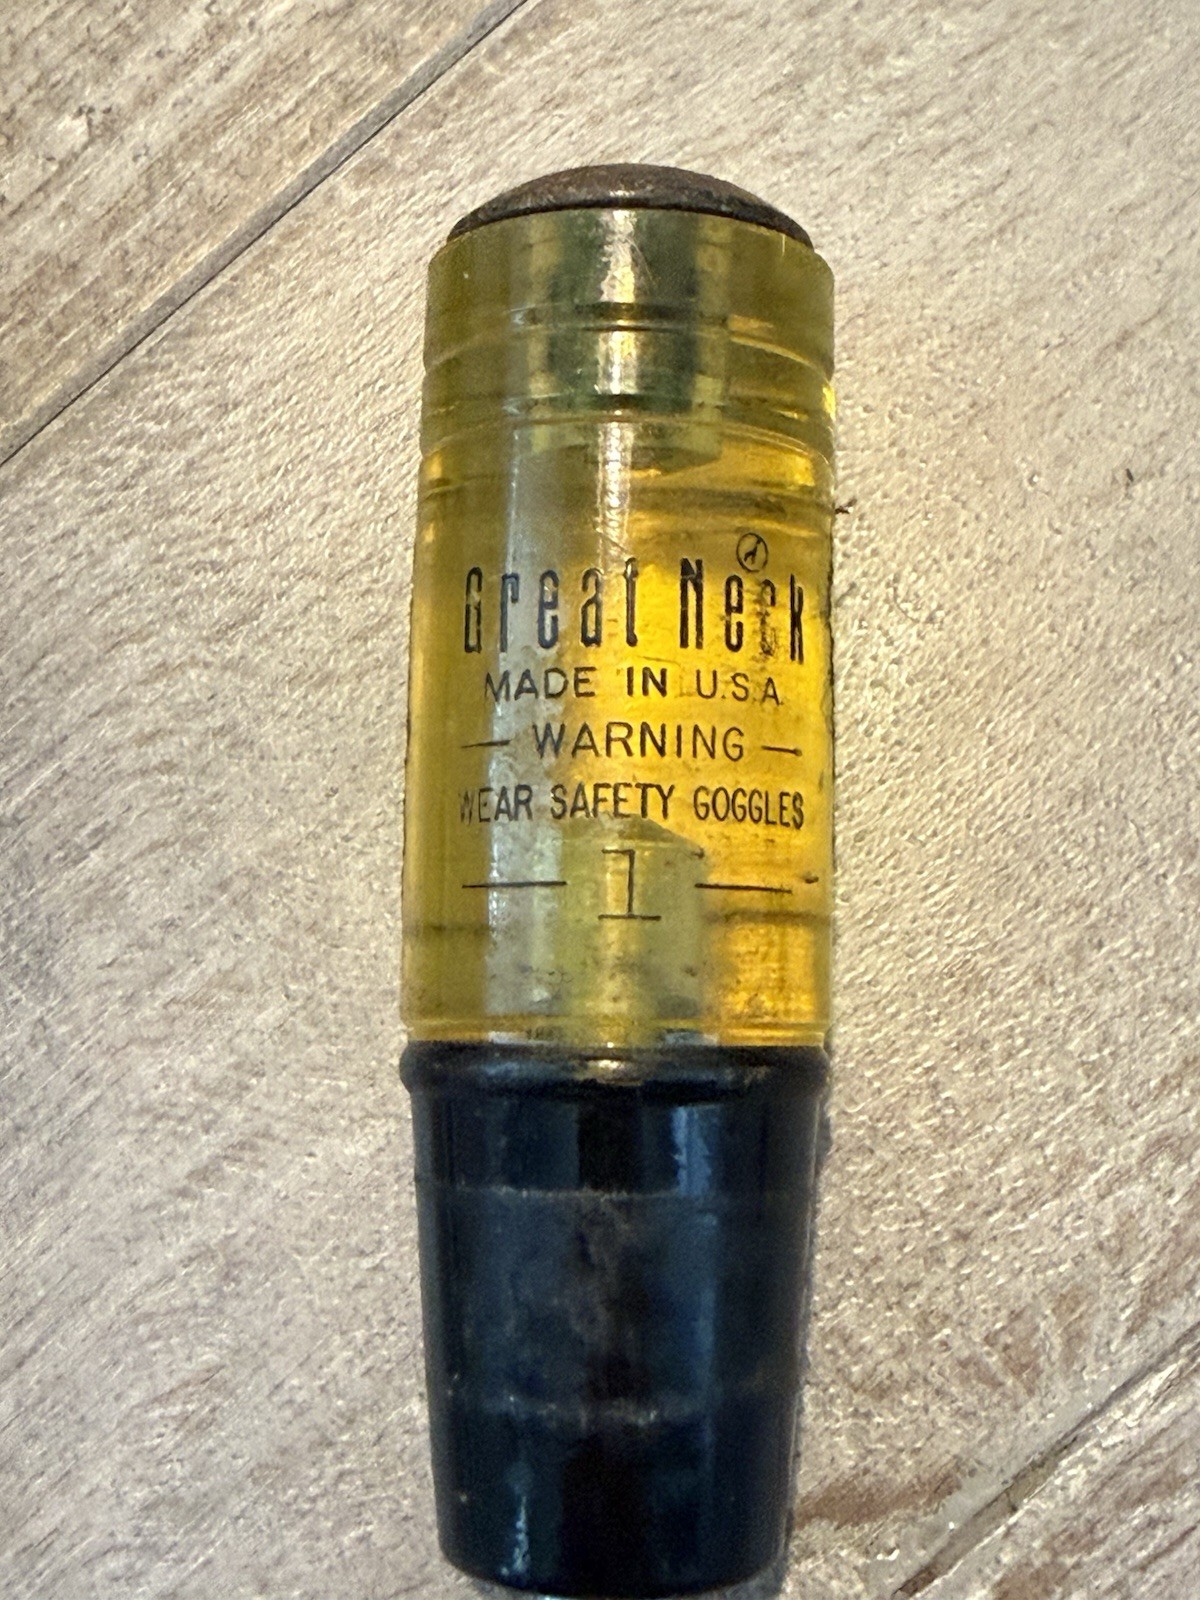 Great Neck
MADE IN U.S.A.
— WARNING —
WEAR SAFETY GOGGLES
— 1 —